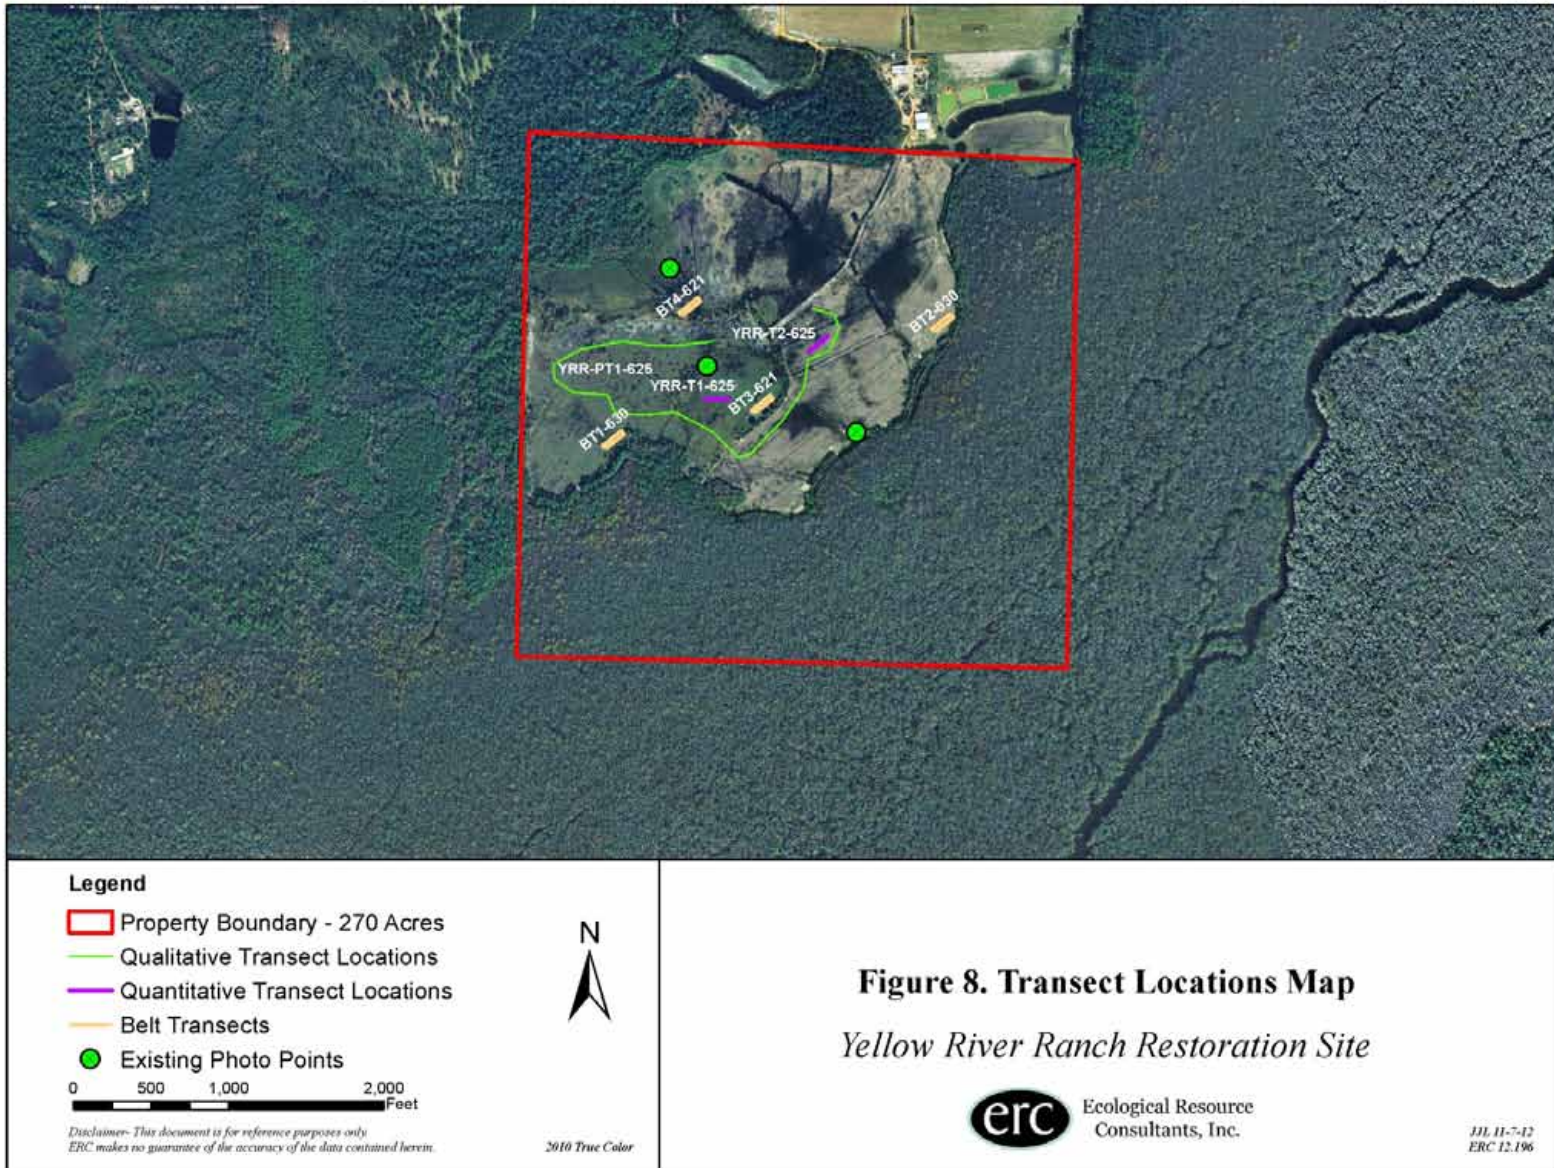 BT4-621
BT2-630
YRR-T2-625
YRR-PT1-625
YRR-T1-625
BT3-621
BT1-630
Legend
Property Boundary - 270 Acres
Qualitative Transect Locations
Quantitative Transect Locations
Belt Transects
Existing Photo Points
0 500 1,000 2,000
Feet
Disclaimer- This document is for reference purposes only.
ERC makes no guarantee of the accuracy of the data contained herein.
2010 True Color
N
Figure 8. Transect Locations Map
Yellow River Ranch Restoration Site
erc
Ecological Resource
Consultants, Inc.
JJL 11-7-12
ERC 12.196